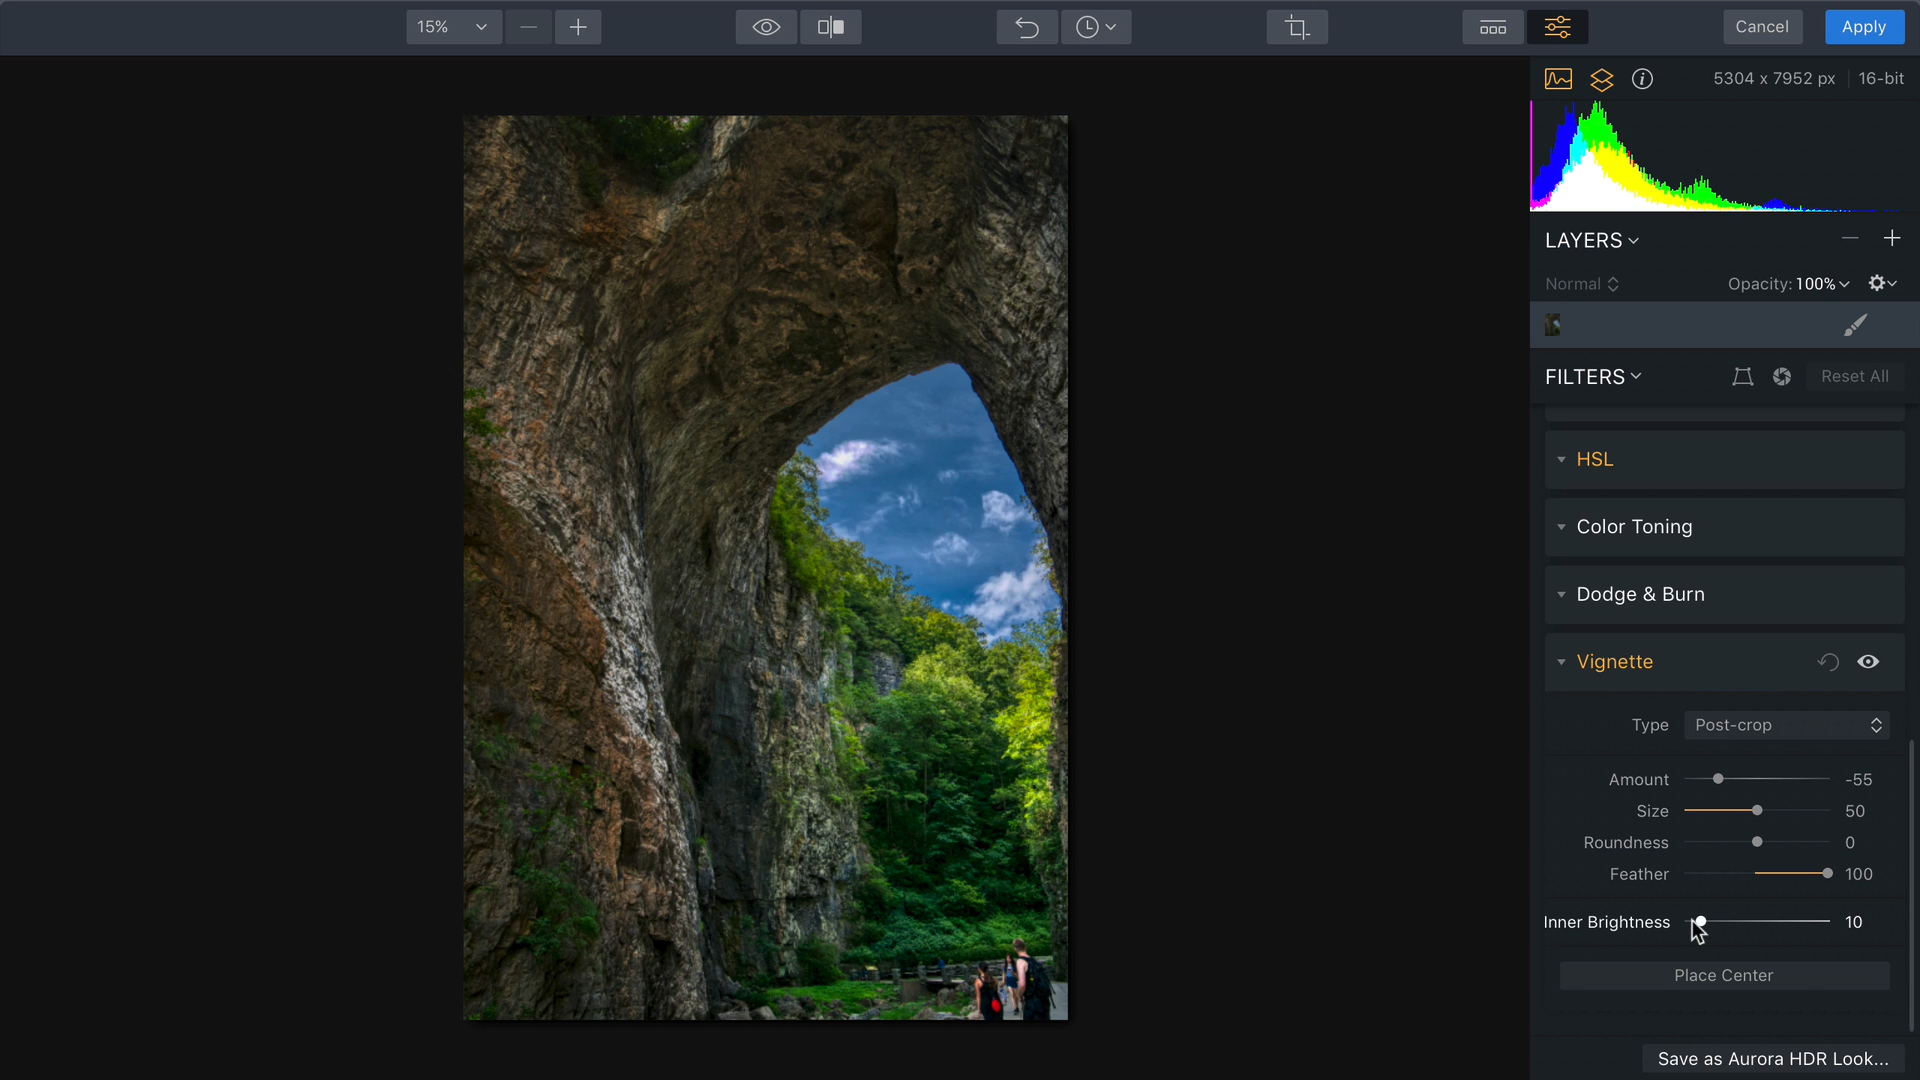 15%
Cancel
Apply
5304 x 7952 px
16-bit
LAYERS
Normal
Opacity: 100%
FILTERS
Reset All
HSL
Color Toning
Dodge & Burn
Vignette
Type
Post-crop
Amount
-55
Size
50
Roundness
0
Feather
100
Inner Brightness
10
Place Center
Save as Aurora HDR Look...